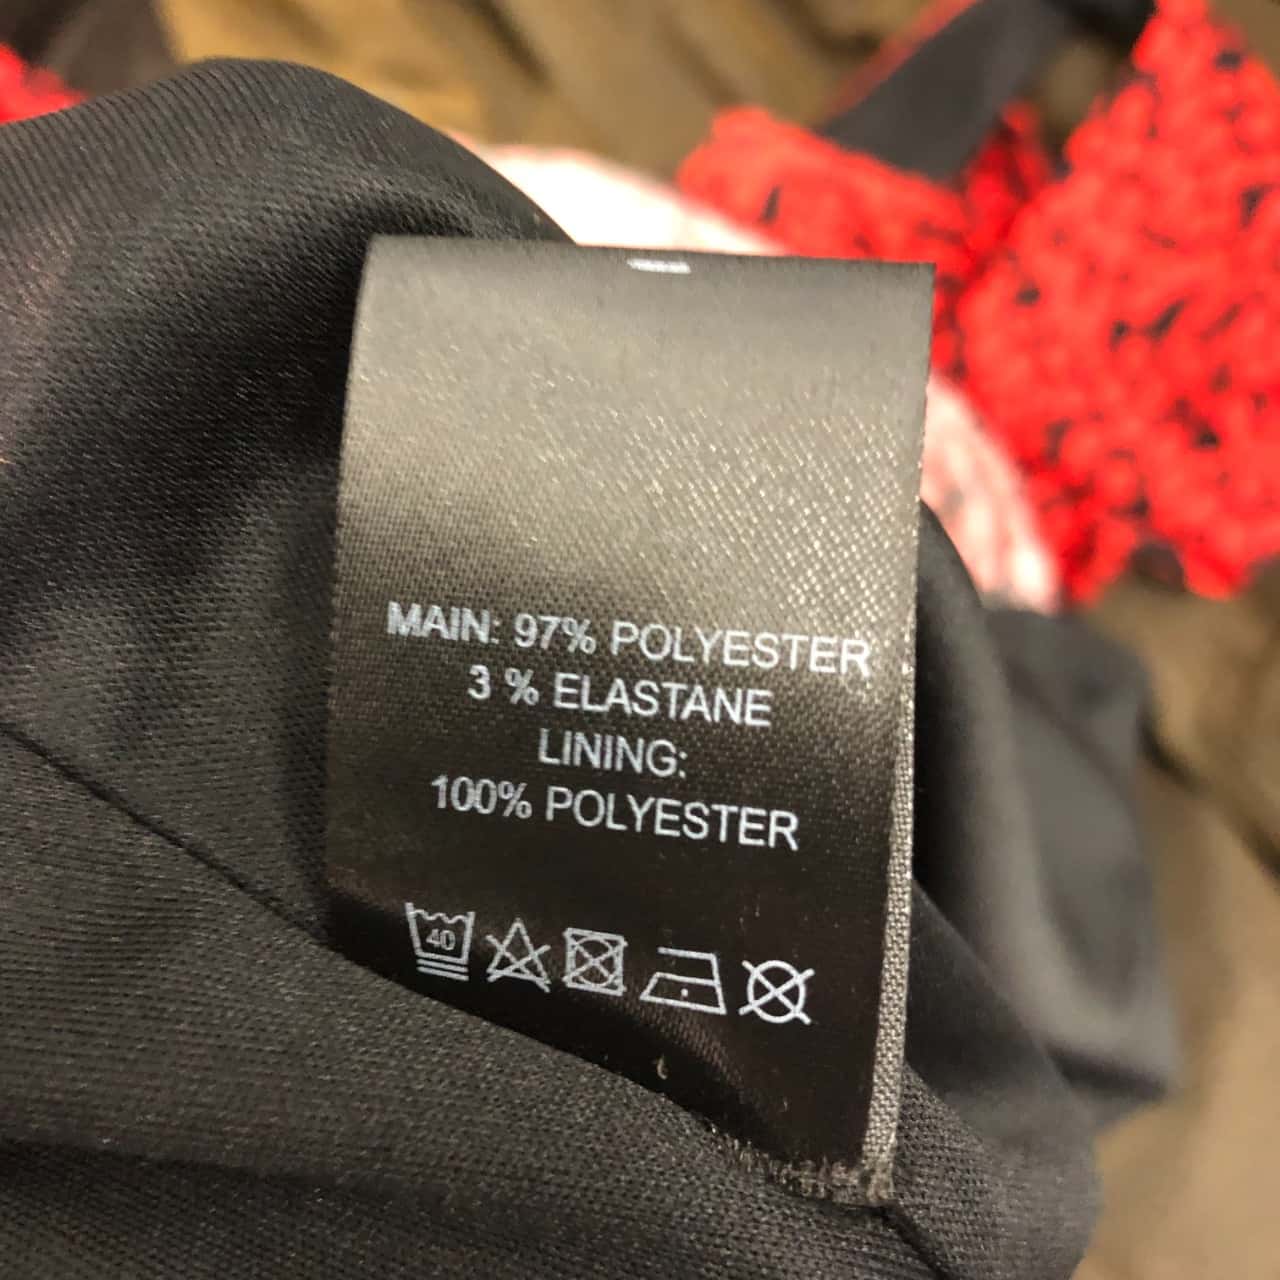 MAIN: 97% POLYESTER
3 % ELASTANE
LINING:
100% POLYESTER
40